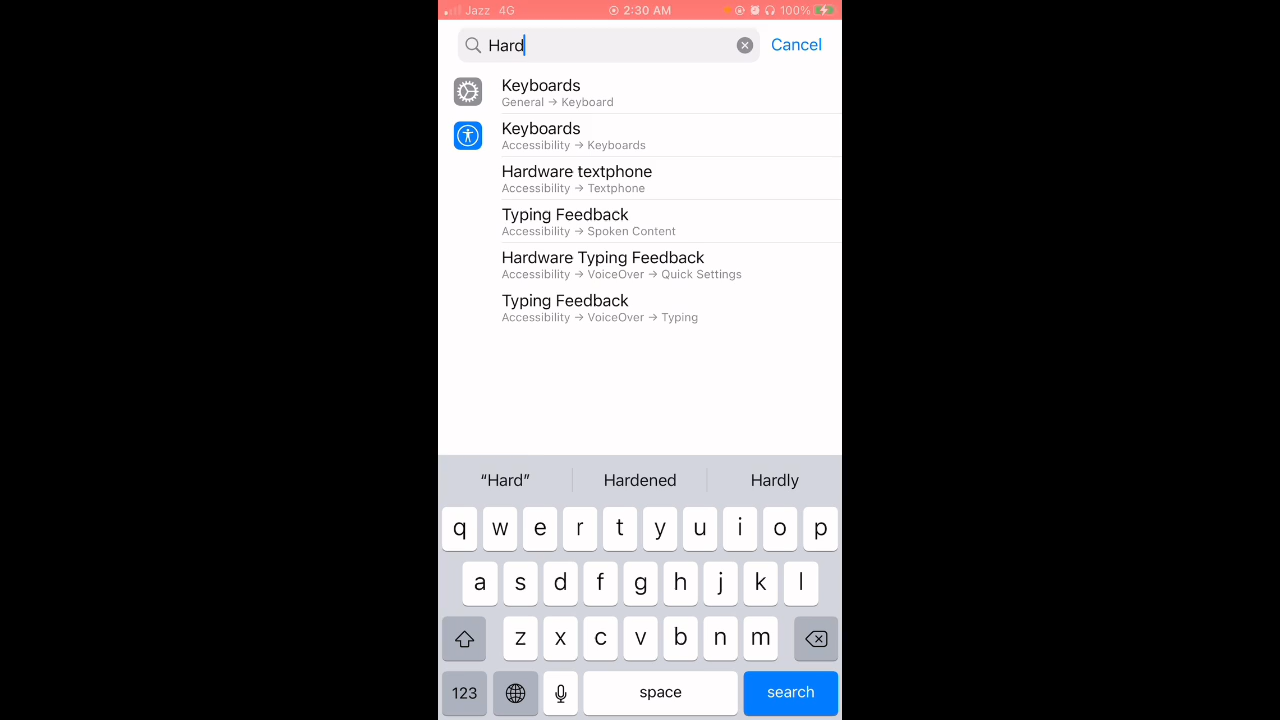 Jazz 4G 2:30 AM 100%
Hard Cancel
Keyboards
General → Keyboard
Keyboards
Accessibility → Keyboards
Hardware textphone
Accessibility → Textphone
Typing Feedback
Accessibility → Spoken Content
Hardware Typing Feedback
Accessibility → VoiceOver → Quick Settings
Typing Feedback
Accessibility → VoiceOver → Typing
“Hard” Hardened Hardly
q w e r t y u i o p
a s d f g h j k l
z x c v b n m
123 space search